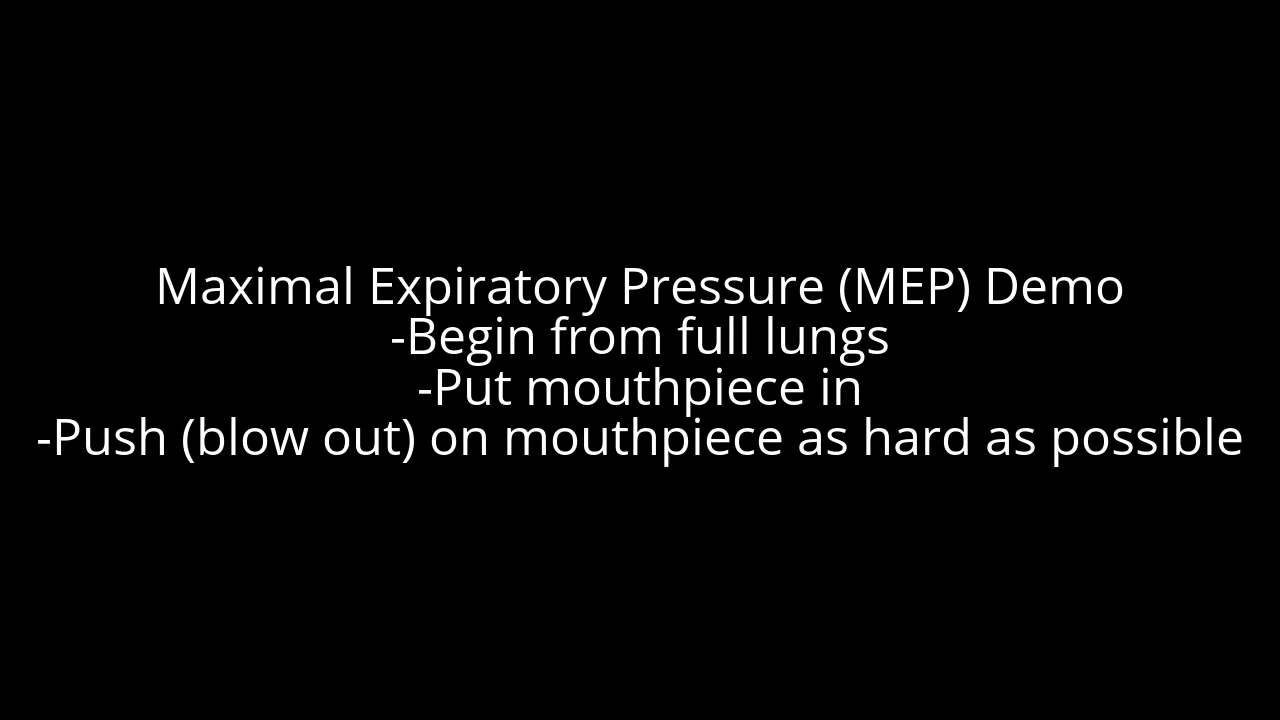 Maximal Expiratory Pressure (MEP) Demo
-Begin from full lungs
-Put mouthpiece in
-Push (blow out) on mouthpiece as hard as possible